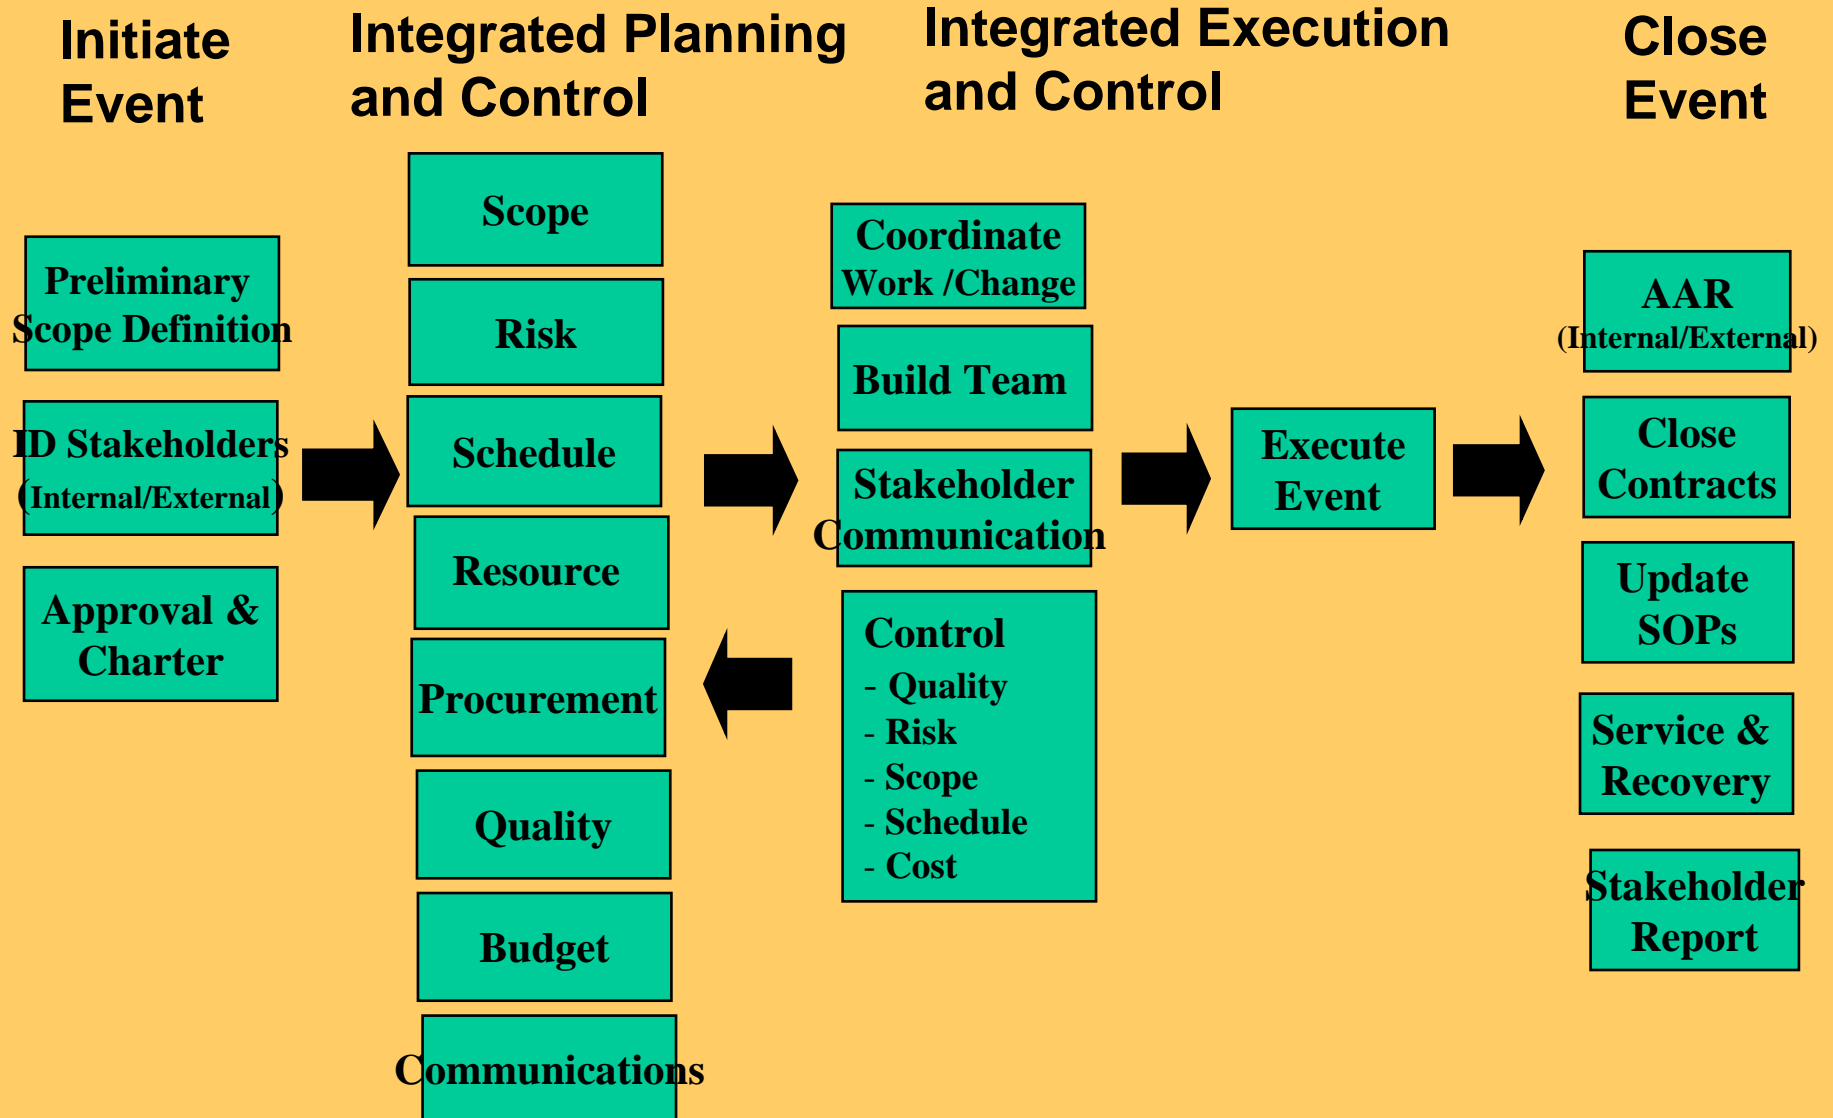 Initiate
Event
Integrated Planning
and Control
Integrated Execution
and Control
Close
Event
Preliminary
Scope Definition
ID Stakeholders
(Internal/External)
Approval &
Charter
Scope
Risk
Schedule
Resource
Procurement
Quality
Budget
Communications
Coordinate
Work /Change
Build Team
Stakeholder
Communication
Control
- Quality
- Risk
- Scope
- Schedule
- Cost
Execute
Event
AAR
(Internal/External)
Close
Contracts
Update
SOPs
Service &
Recovery
Stakeholder
Report